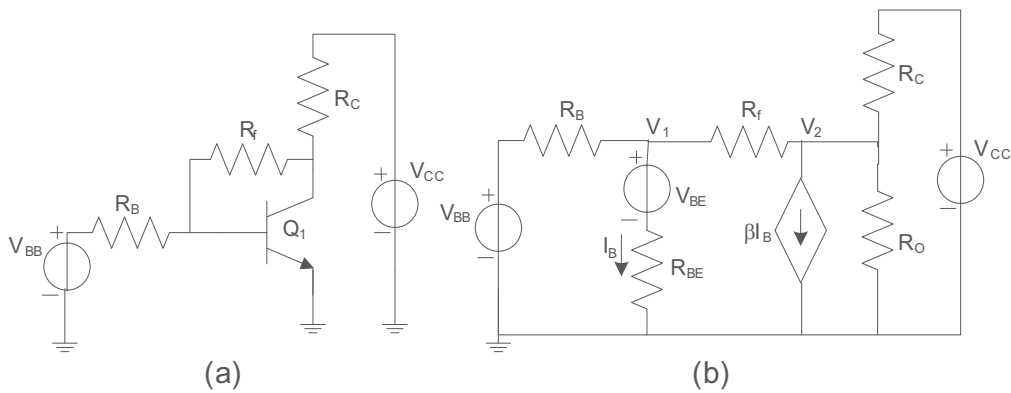 R_C
R_f
+
V_CC
−
R_B
+
V_BB
−
Q_1
(a)
R_C
R_B
V_1
R_f
V_2
+
V_CC
−
+
V_BE
−
+
V_BB
−
I_B
R_BE
βI_B
R_O
(b)